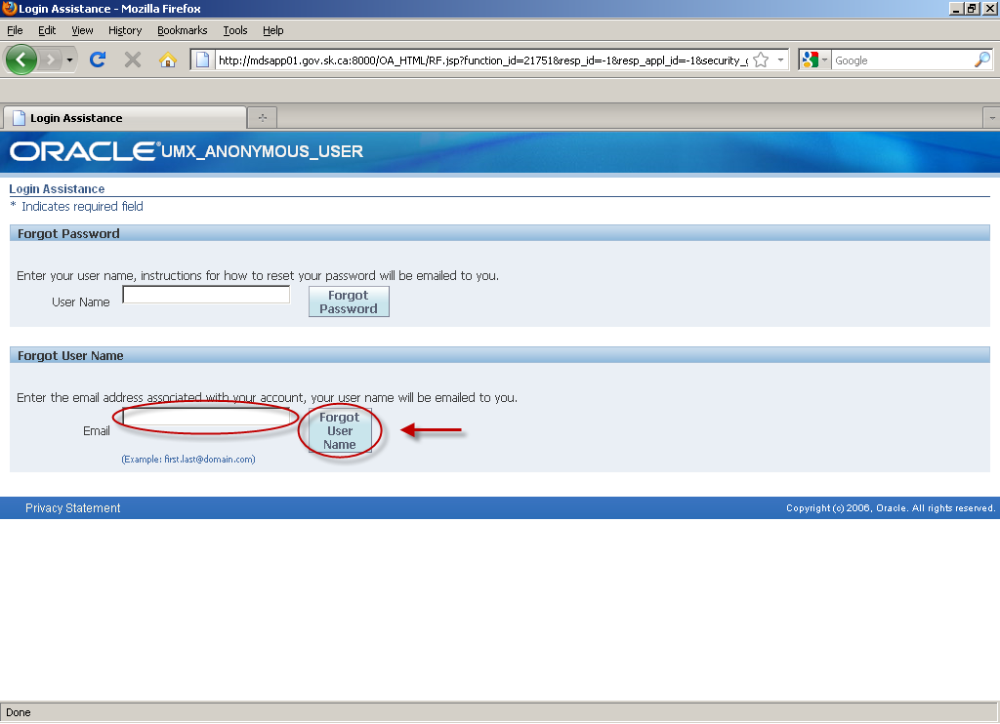 Login Assistance - Mozilla Firefox
File Edit View History Bookmarks Tools Help
http://mdsapp01.gov.sk.ca:8000/OA_HTML/RF.jsp?function_id=21751&resp_id=-1&resp_appl_id=-1&security_g
Google
Login Assistance
ORACLE® UMX_ANONYMOUS_USER
Login Assistance
* Indicates required field
Forgot Password
Enter your user name, instructions for how to reset your password will be emailed to you.
User Name
Forgot
Password
Forgot User Name
Enter the email address associated with your account, your user name will be emailed to you.
Email
Forgot
User
Name
(Example: first.last@domain.com)
Privacy Statement
Copyright (c) 2006, Oracle. All rights reserved.
Done